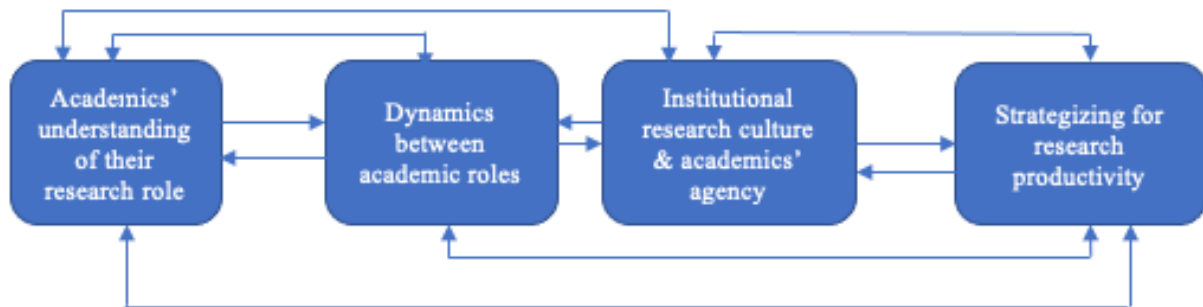 Academics'
understanding
of their
research role
Dynamics
between
academic roles
Institutional
research culture
& academics'
agency
Strategizing for
research
productivity